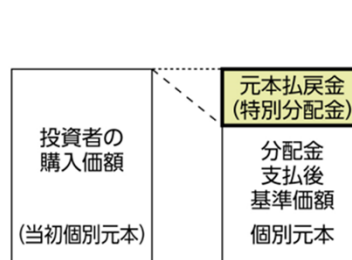 投資者の
購入価額
(当初個別元本)
元本払戻金
(特別分配金)
分配金
支払後
基準価額
個別元本